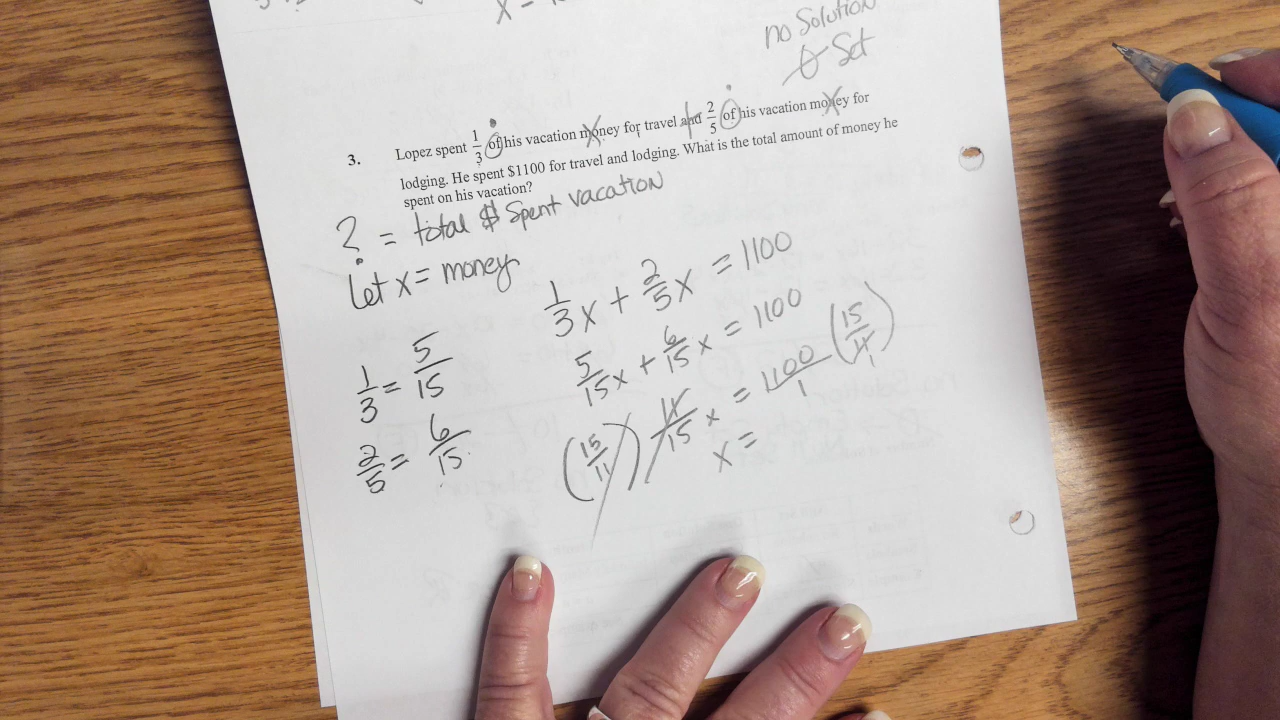 x =
no Solution
∅ Set
3. Lopez spent 1/3 of his vacation money for travel and 2/5 of his vacation money for
lodging. He spent $1100 for travel and lodging. What is the total amount of money he
spent on his vacation?
? = total $ Spent vacation
Let x = money
1/3 x + 2/5 x = 1100
1/3 = 5/15
5/15 x + 6/15 x = 1100
2/5 = 6/15
(15/11) 11/15 x = 1100/1 (15/11)
x =